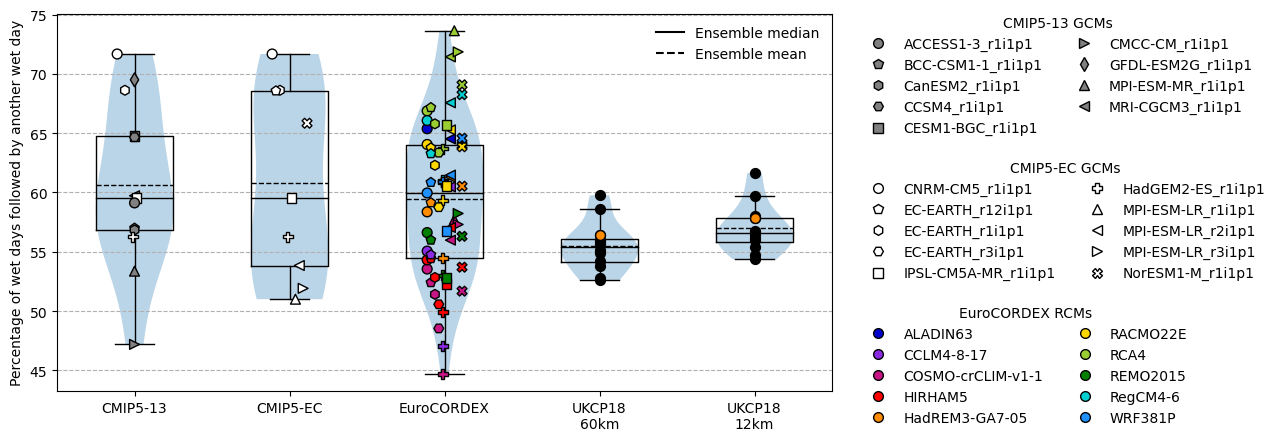 Percentage of wet days followed by another wet day
75
70
65
60
55
50
45
Ensemble median
Ensemble mean
CMIP5-13
CMIP5-EC
EuroCORDEX
UKCP18
60km
UKCP18
12km
CMIP5-13 GCMs
ACCESS1-3_r1i1p1
BCC-CSM1-1_r1i1p1
CanESM2_r1i1p1
CCSM4_r1i1p1
CESM1-BGC_r1i1p1
CMCC-CM_r1i1p1
GFDL-ESM2G_r1i1p1
MPI-ESM-MR_r1i1p1
MRI-CGCM3_r1i1p1
CMIP5-EC GCMs
CNRM-CM5_r1i1p1
EC-EARTH_r12i1p1
EC-EARTH_r1i1p1
EC-EARTH_r3i1p1
IPSL-CM5A-MR_r1i1p1
HadGEM2-ES_r1i1p1
MPI-ESM-LR_r1i1p1
MPI-ESM-LR_r2i1p1
MPI-ESM-LR_r3i1p1
NorESM1-M_r1i1p1
EuroCORDEX RCMs
ALADIN63
CCLM4-8-17
COSMO-crCLIM-v1-1
HIRHAM5
HadREM3-GA7-05
RACMO22E
RCA4
REMO2015
RegCM4-6
WRF381P